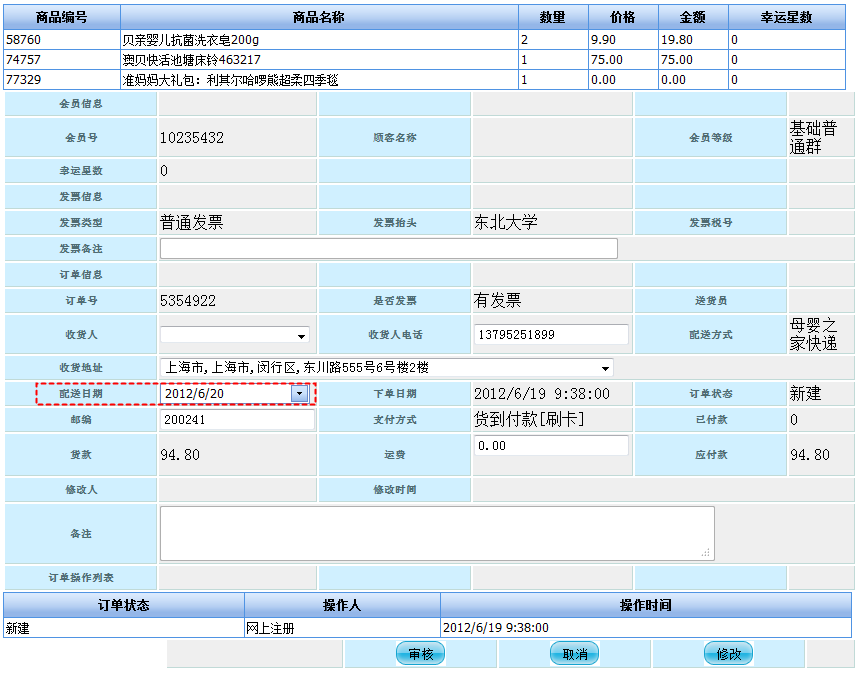 商品编号 商品名称 数量 价格 金额 幸运星数
58760 贝亲婴儿抗菌洗衣皂200g 2 9.90 19.80 0
74757 澳贝快活池塘床铃463217 1 75.00 75.00 0
77329 准妈妈大礼包：利其尔哈啰熊超柔四季毯 1 0.00 0.00 0
会员信息
会员号 10235432 顾客名称 会员等级 基础普
通群
幸运星数 0
发票信息
发票类型 普通发票 发票抬头 东北大学 发票税号
发票备注
订单信息
订单号 5354922 是否发票 有发票 送货员
收货人 收货人电话 13795251899 配送方式 母婴之
家快递
收货地址 上海市,上海市,闵行区,东川路555号6号楼2楼
配送日期 2012/6/20 下单日期 2012/6/19 9:38:00 订单状态 新建
邮编 200241 支付方式 货到付款[刷卡] 已付款 0
货款 94.80 运费 0.00 应付款 94.80
修改人 修改时间
备注
订单操作列表
订单状态 操作人 操作时间
新建 网上注册 2012/6/19 9:38:00
审核 取消 修改